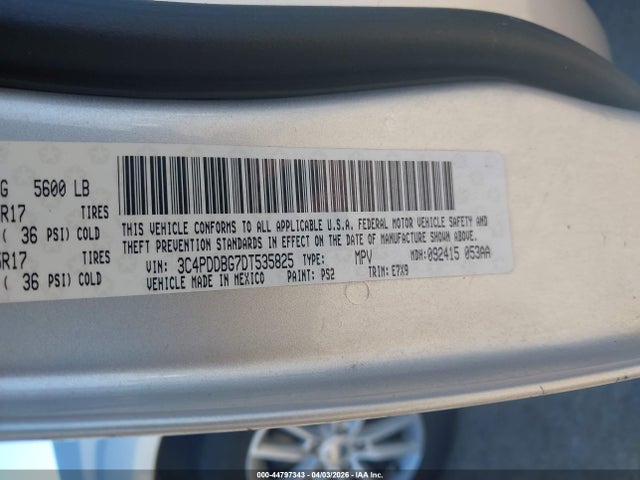 G 5600 LB
R17 TIRES
( 36 PSI) COLD
5R17 TIRES
( 36 PSI) COLD
THIS VEHICLE CONFORMS TO ALL APPLICABLE U.S.A. FEDERAL MOTOR VEHICLE SAFETY AND
THEFT PREVENTION STANDARDS IN EFFECT ON THE DATE OF MANUFACTURE SHOWN ABOVE.
VIN: 3C4PDDBG7DT535825 TYPE: MPV MDH: 092415 053AA
VEHICLE MADE IN MEXICO PAINT: PS2 TRIM: E7X9
000-44797343 | 04/03/2026 | IAA Inc.